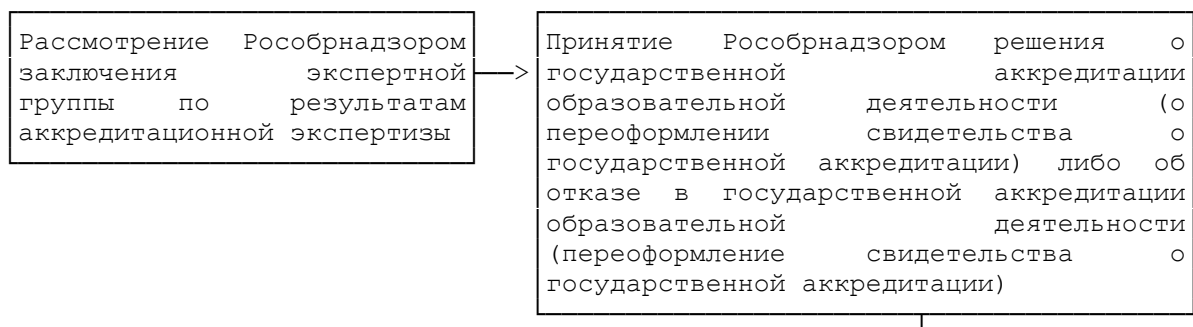 Рассмотрение Рособрнадзором
заключения экспертной
группы по результатам
аккредитационной экспертизы
Принятие Рособрнадзором решения о
государственной аккредитации
образовательной деятельности (о
переоформлении свидетельства о
государственной аккредитации) либо об
отказе в государственной аккредитации
образовательной деятельности
(переоформление свидетельства о
государственной аккредитации)